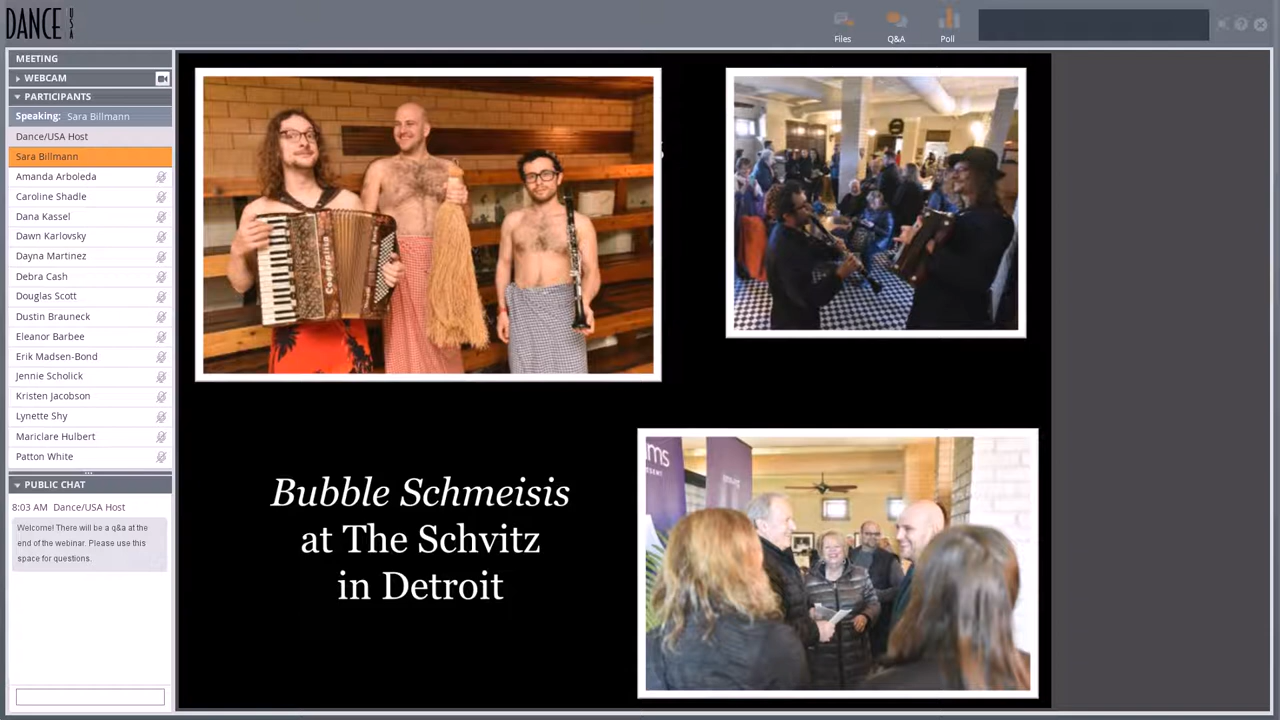 DANCE USA
Files
Q&A
Poll
MEETING
WEBCAM
PARTICIPANTS
Speaking: Sara Billmann
Dance/USA Host
Sara Billmann
Amanda Arboleda
Caroline Shadle
Dana Kassel
Dawn Karlovsky
Dayna Martinez
Debra Cash
Douglas Scott
Dustin Brauneck
Eleanor Barbee
Erik Madsen-Bond
Jennie Scholick
Kristen Jacobson
Lynette Shy
Mariclare Hulbert
Patton White
PUBLIC CHAT
8:03 AM Dance/USA Host
Welcome! There will be a q&a at the
end of the webinar. Please use this
space for questions.
ms
Bubble Schmeisis
at The Schvitz
in Detroit